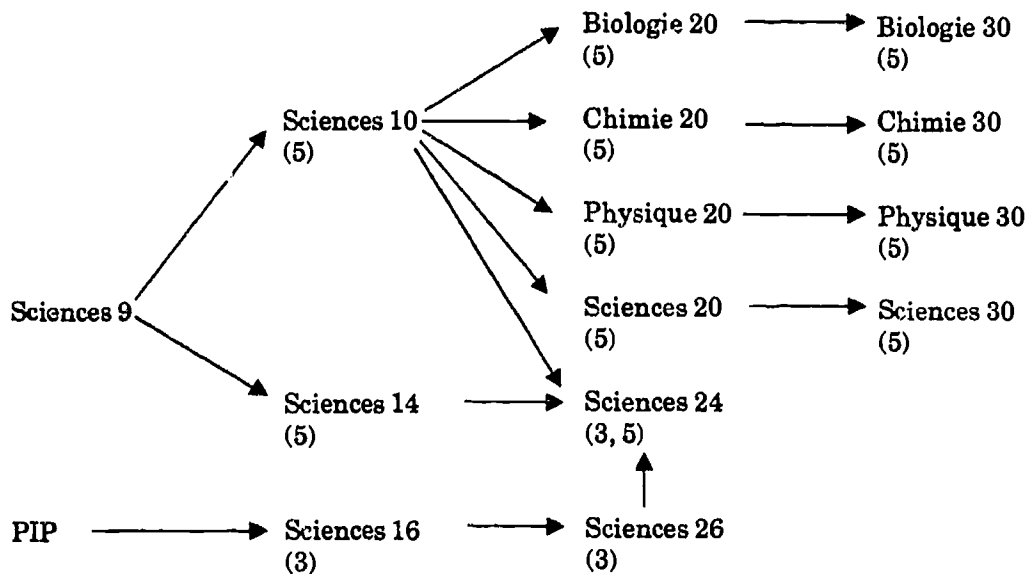 Biologie 20
(5)
Biologie 30
(5)
Sciences 10
(5)
Chimie 20
(5)
Chimie 30
(5)
Physique 20
(5)
Physique 30
(5)
Sciences 9
Sciences 20
(5)
Sciences 30
(5)
Sciences 14
(5)
Sciences 24
(3, 5)
PIP
Sciences 16
(3)
Sciences 26
(3)